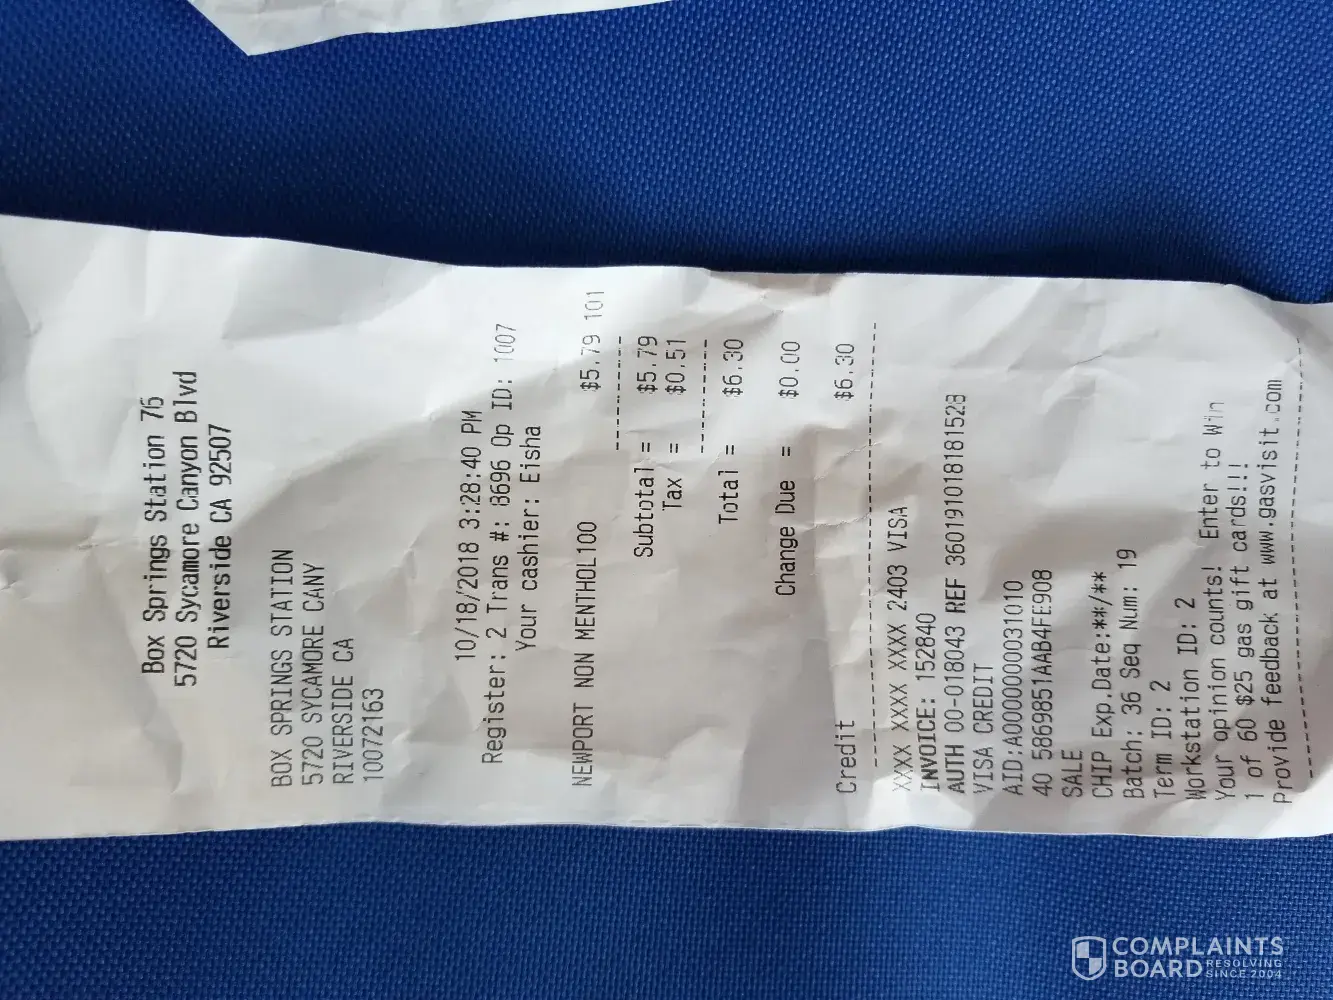 Box Springs Station 76
5720 Sycamore Canyon Blvd
Riverside CA 92507
BOX SPRINGS STATION
5720 SYCAMORE CANY
RIVERSIDE CA
10072163
10/18/2018 3:28:40 PM
Register: 2 Trans #: 8696 Op ID: 1007
Your cashier: Eisha
NEWPORT NON MENTHOL100 $5.79 101
Subtotal = $5.79
Tax = $0.51
Total = $6.30
Change Due = $0.00
Credit $6.30
XXXX XXXX XXXX 2403 VISA
INVOICE: 152840
AUTH 00-018043 REF 360191018181528
VISA CREDIT
AID:A0000000031010
40 5869851AAB4FE908
SALE
CHIP Exp.Date:**/**
Batch: 36 Seq Num: 19
Term ID: 2
Workstation ID: 2
Your opinion counts! Enter to Win
1 of 60 $25 gas gift cards!!!
Provide feedback at www.gasvisit.com
COMPLAINTS
BOARD RESOLVING
SINCE 2004